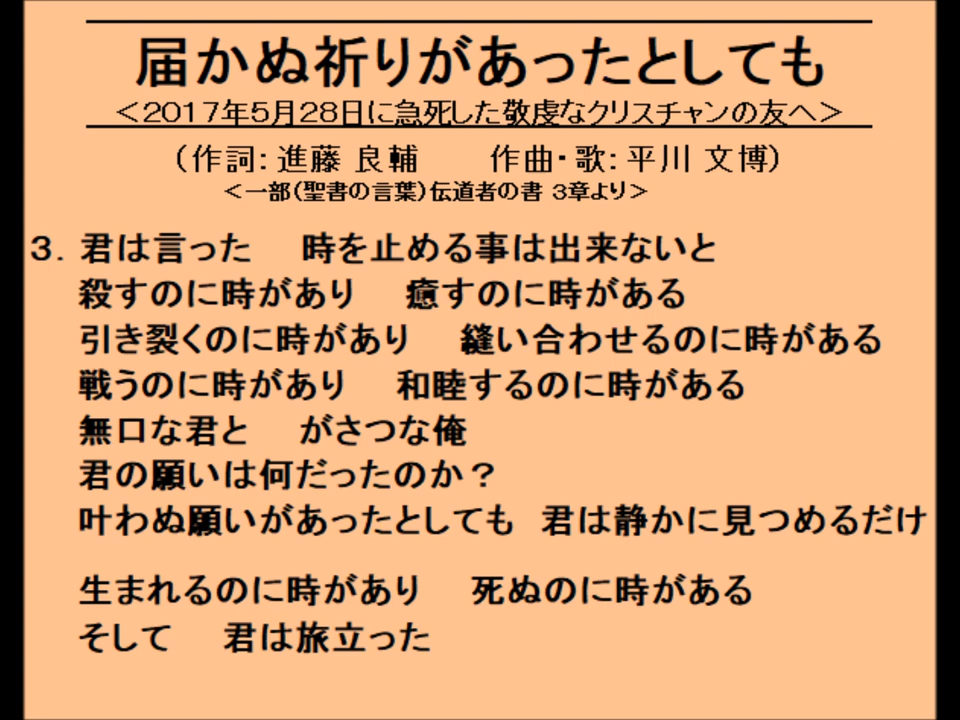 届かぬ祈りがあったとしても
＜2017年5月28日に急死した敬虔なクリスチャンの友へ＞
（作詞: 進藤 良輔　　作曲・歌: 平川 文博）
＜一部（聖書の言葉）伝道者の書 3章より＞
３．君は言った　時を止める事は出来ないと
殺すのに時があり　癒すのに時がある
引き裂くのに時があり　縫い合わせるのに時がある
戦うのに時があり　和睦するのに時がある
無口な君と　がさつな俺
君の願いは何だったのか？
叶わぬ願いがあったとしても　君は静かに見つめるだけ
生まれるのに時があり　死ぬのに時がある
そして　君は旅立った